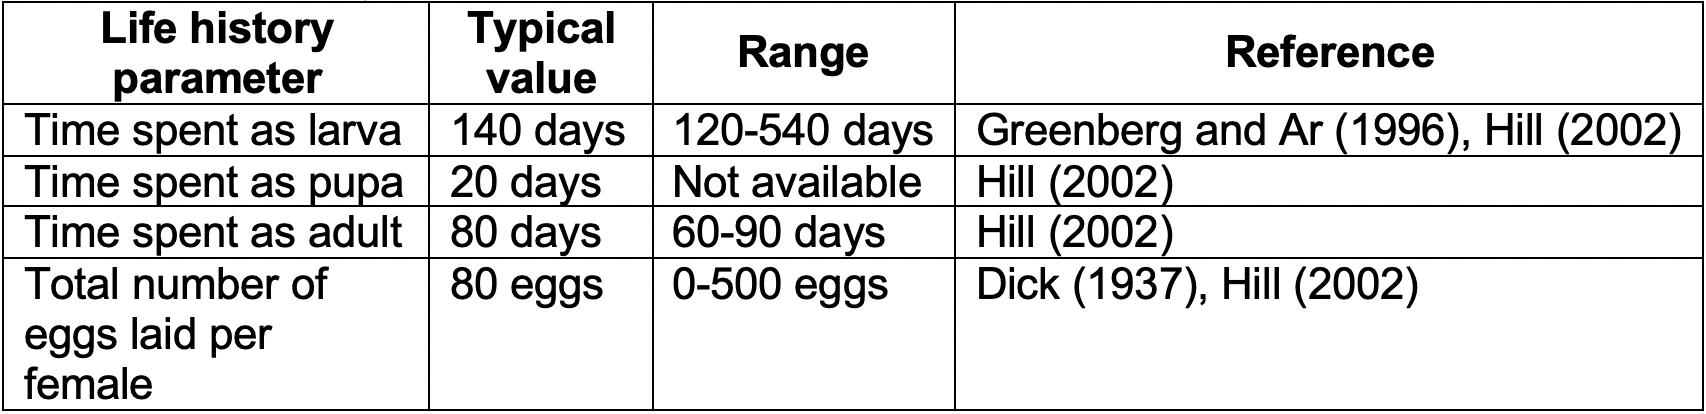 Life history parameter | Typical value | Range | Reference
Time spent as larva | 140 days | 120-540 days | Greenberg and Ar (1996), Hill (2002)
Time spent as pupa | 20 days | Not available | Hill (2002)
Time spent as adult | 80 days | 60-90 days | Hill (2002)
Total number of eggs laid per female | 80 eggs | 0-500 eggs | Dick (1937), Hill (2002)